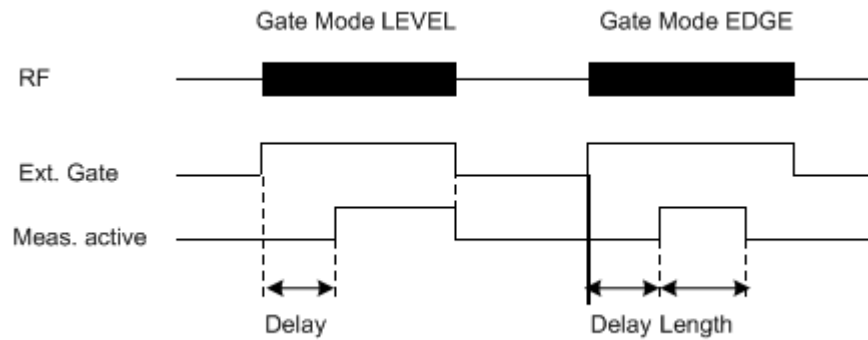 Gate Mode LEVEL
Gate Mode EDGE
RF
Ext. Gate
Meas. active
Delay
Delay Length